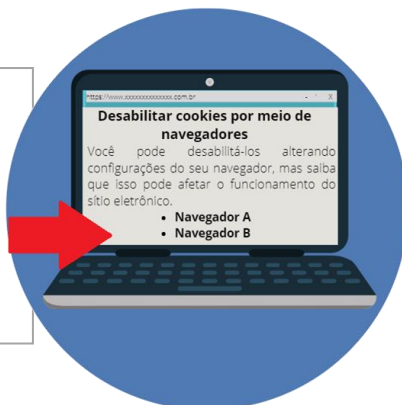 https://www.xxxxxxxxxxxxxx.com.br - ' X
Desabilitar cookies por meio de
navegadores
Você pode desabilitá-los alterando
configurações do seu navegador, mas saiba
que isso pode afetar o funcionamento do
sítio eletrônico.
• Navegador A
• Navegador B